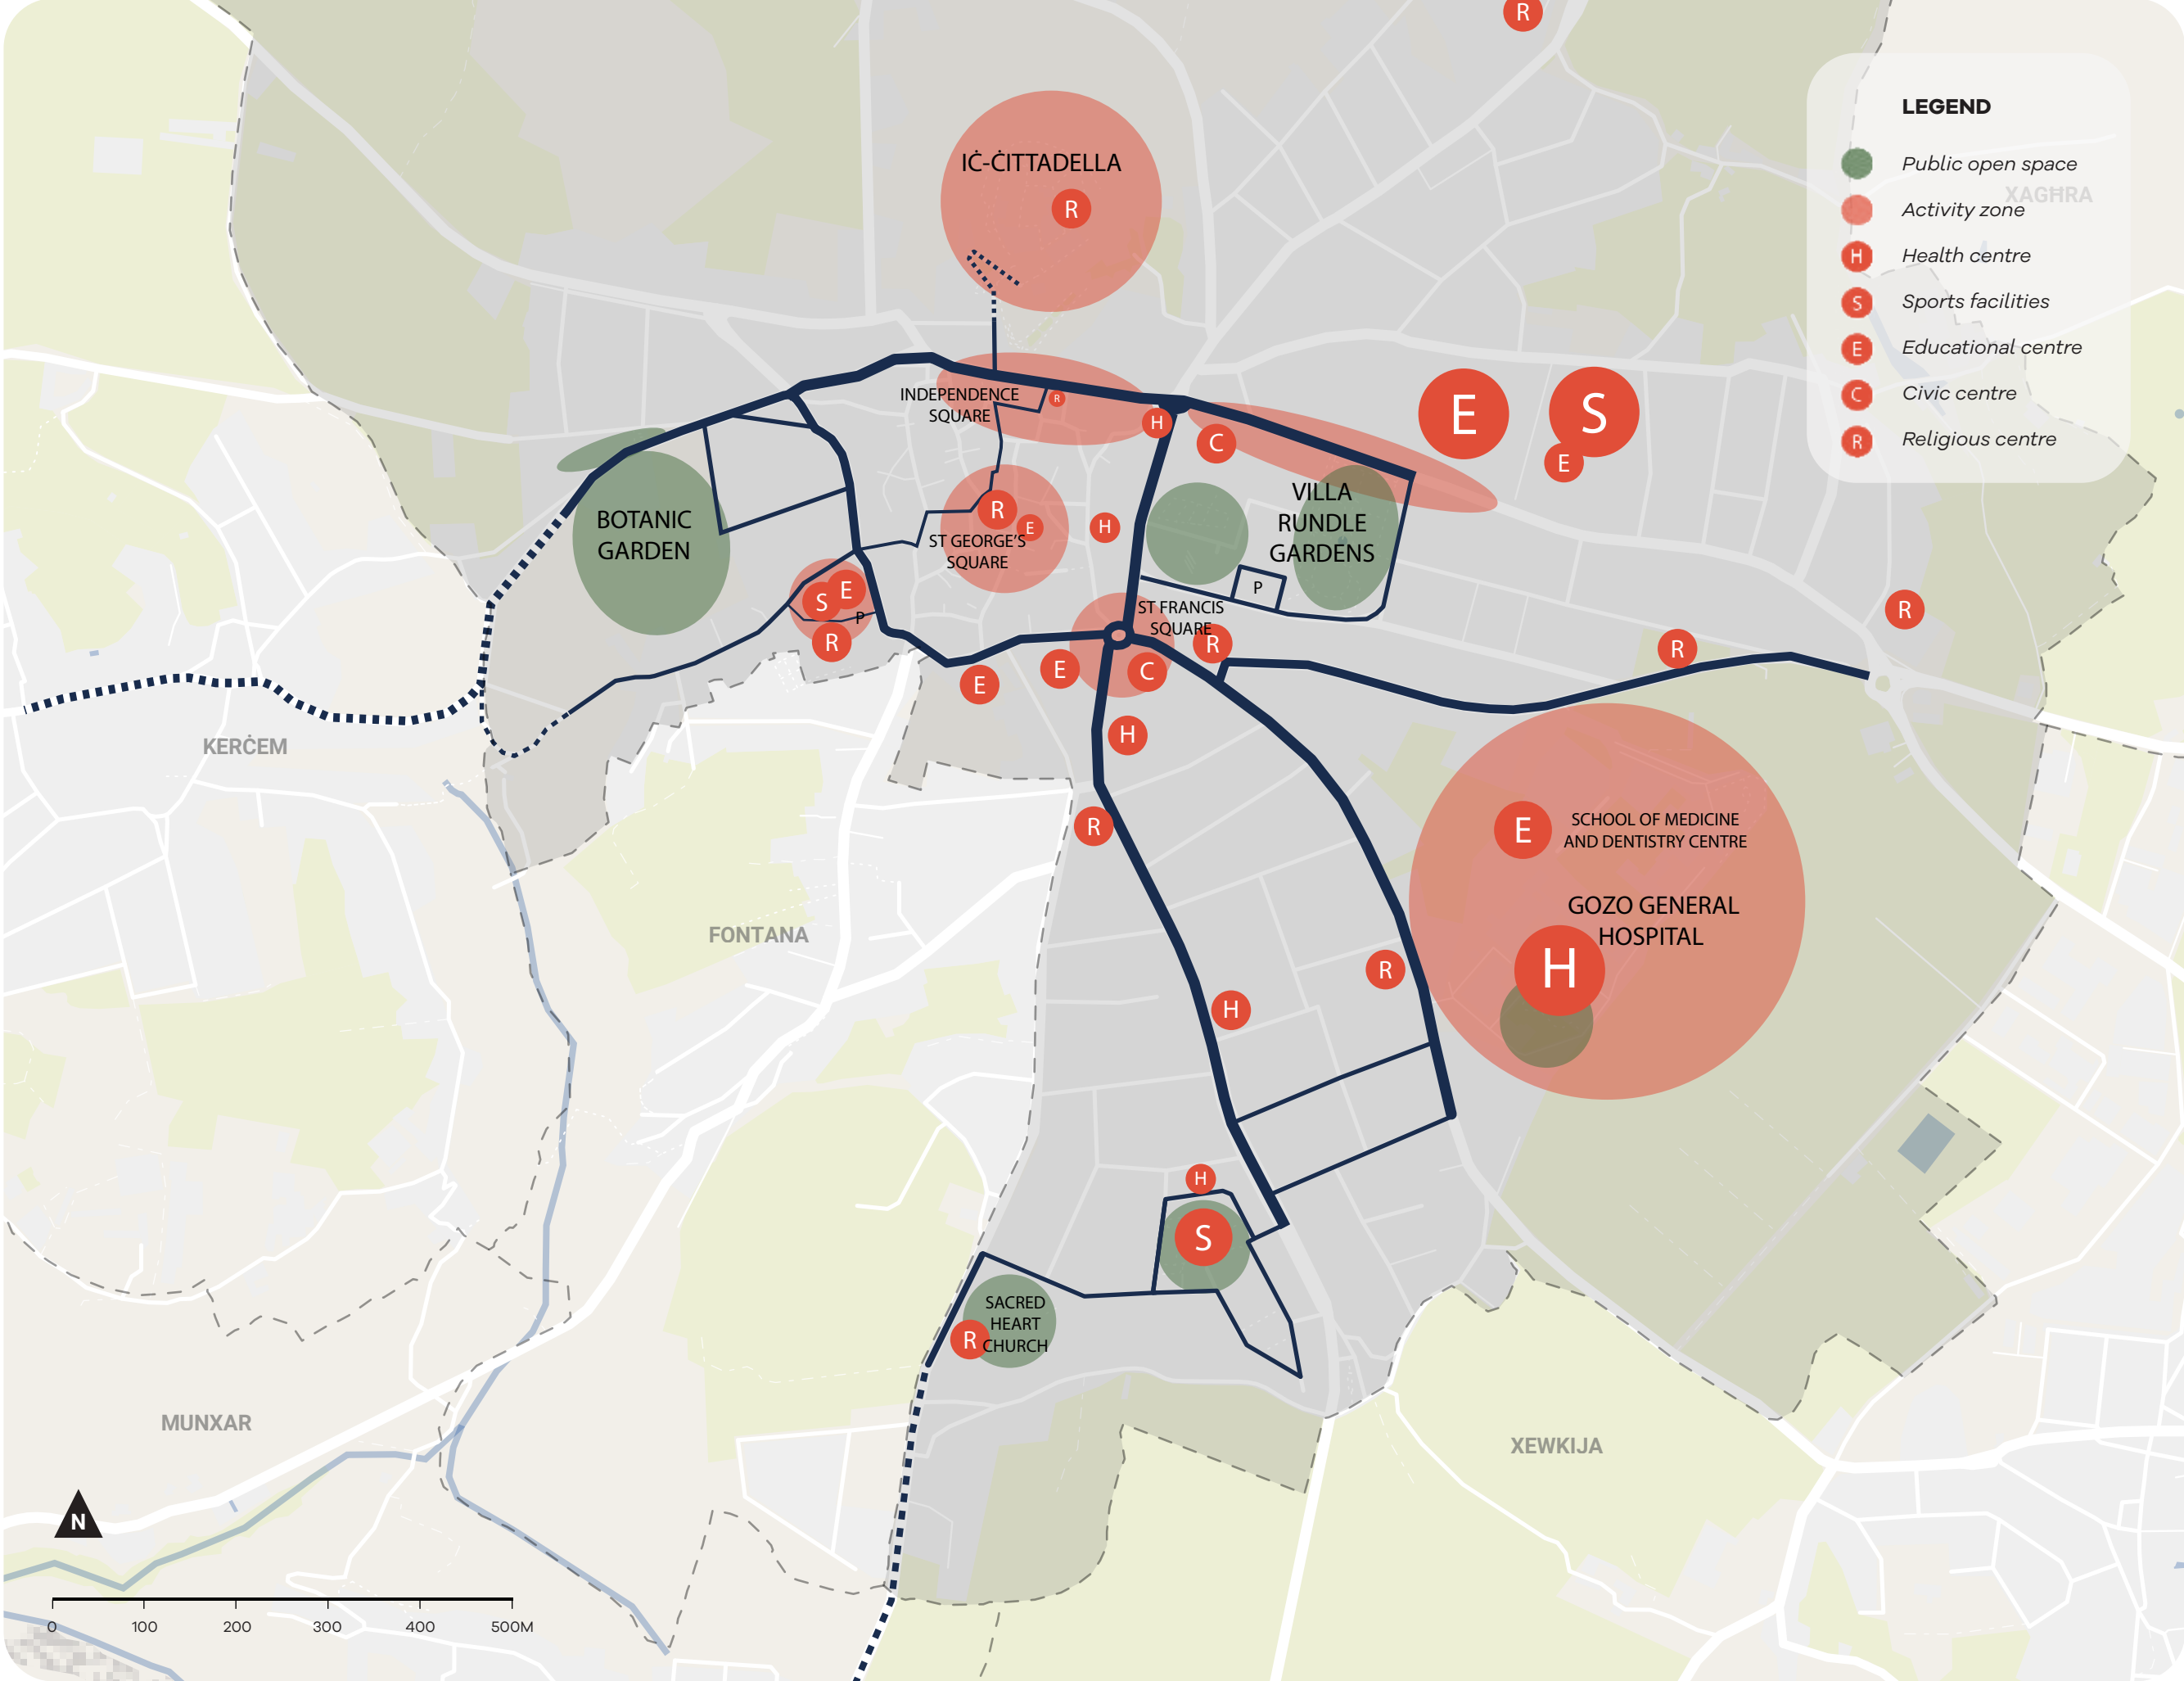 R
IĊ-ĊITTADELLA
R
LEGEND
Public open space
XAGĦRA
Activity zone
H Health centre
S Sports facilities
E Educational centre
C Civic centre
R Religious centre
INDEPENDENCE
SQUARE
R
H
C
E
S
E
BOTANIC
GARDEN
R
E
ST GEORGE'S
SQUARE
H
VILLA
RUNDLE
GARDENS
P
S
E
P
R
ST FRANCIS
SQUARE
R
E
E
C
R
R
H
KERĊEM
R
E
SCHOOL OF MEDICINE
AND DENTISTRY CENTRE
GOZO GENERAL
HOSPITAL
H
FONTANA
R
H
H
S
SACRED
HEART
CHURCH
R
MUNXAR
XEWKIJA
N
0 100 200 300 400 500M